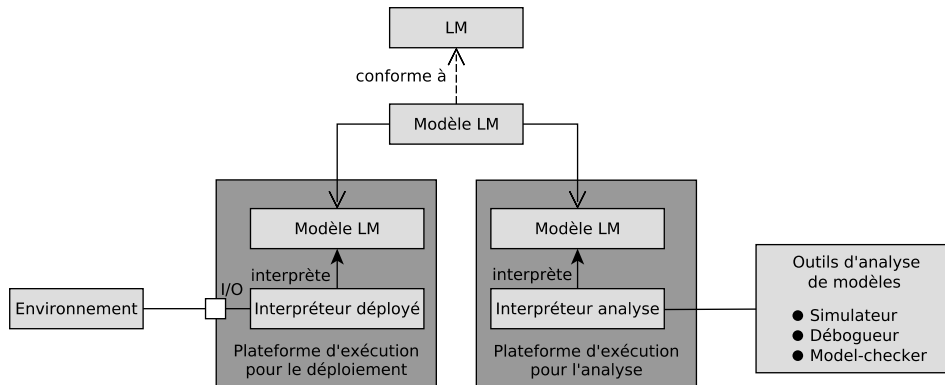 LM
conforme à
Modèle LM
Modèle LM
interprète
I/O
Environnement
Interpréteur déployé
Plateforme d'exécution
pour le déploiement
Modèle LM
interprète
Interpréteur analyse
Plateforme d'exécution
pour l'analyse
Outils d'analyse
de modèles
● Simulateur
● Débogueur
● Model-checker